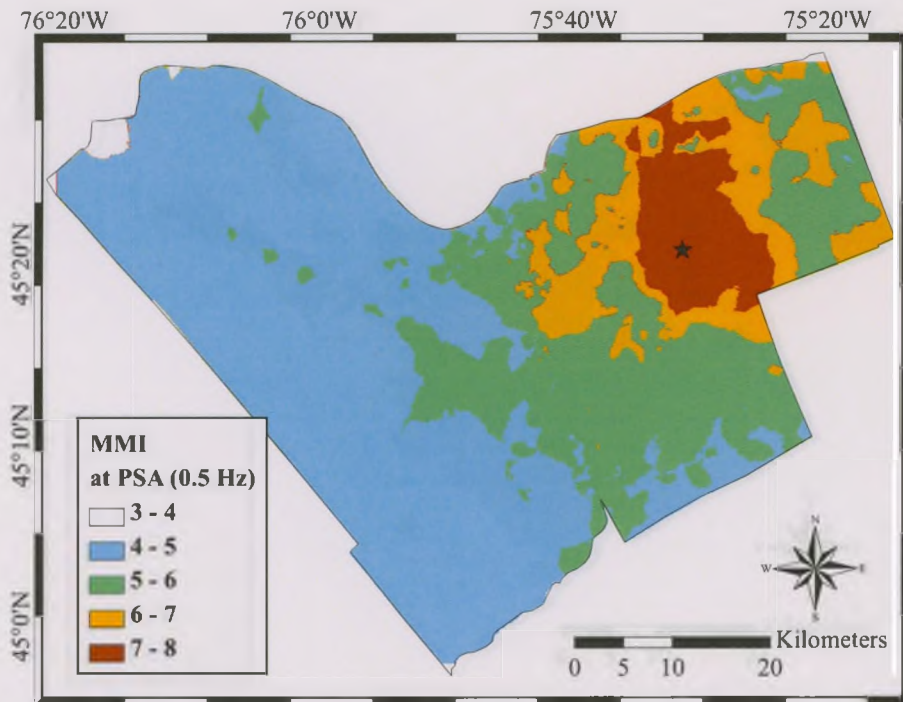 76°20'W 76°0'W 75°40'W 75°20'W
45°20'N
45°10'N
45°0'N
MMI
at PSA (0.5 Hz)
3 - 4
4 - 5
5 - 6
6 - 7
7 - 8
N
W E
S
Kilometers
0 5 10 20